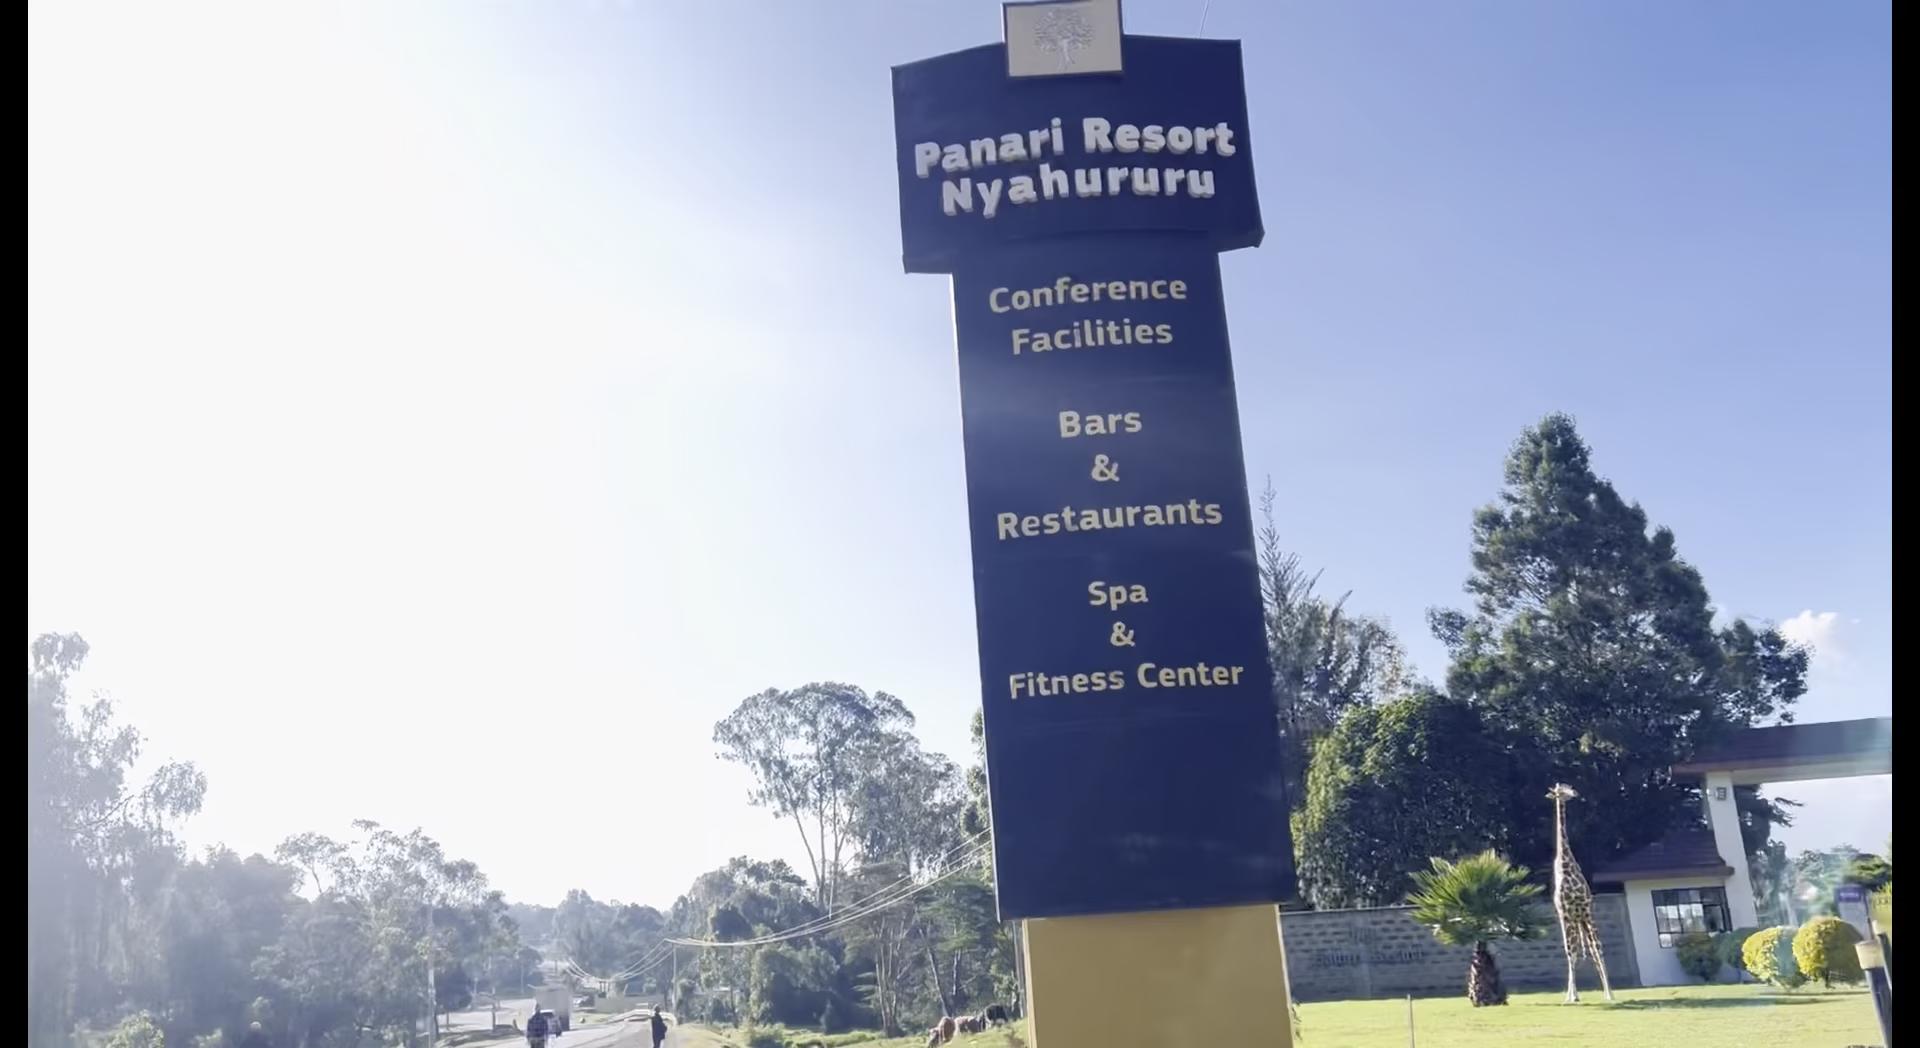 Panari Resort
Nyahururu
Conference
Facilities
Bars
&
Restaurants
Spa
&
Fitness Center